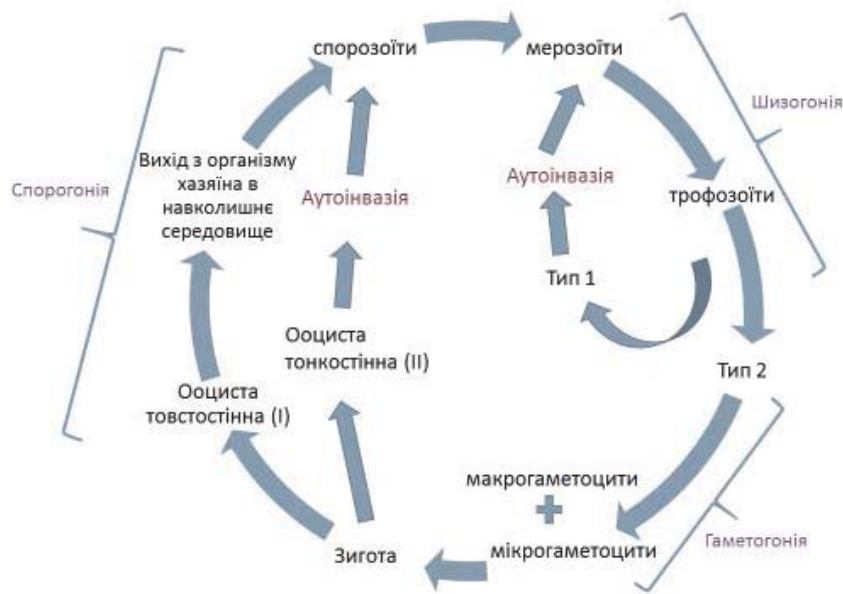 спорозоїти
мерозоїти
Шизогонія
Вихід з організму
хазяїна в
навколишнє
середовище
Спорогонія
Аутоінвазія
Аутоінвазія
трофозоїти
Тип 1
Ооциста
тонкостінна (II)
Тип 2
Ооциста
товстостінна (I)
макрогаметоцити
+
мікрогаметоцити
Зигота
Гаметогонія